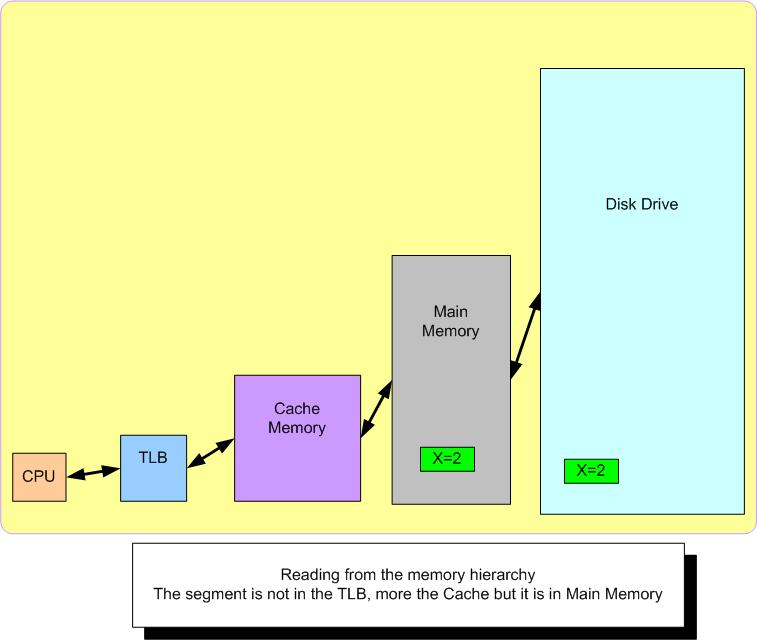 Disk Drive
Main
Memory
Cache
Memory
TLB
CPU
X=2
X=2
Reading from the memory hierarchy
The segment is not in the TLB, more the Cache but it is in Main Memory